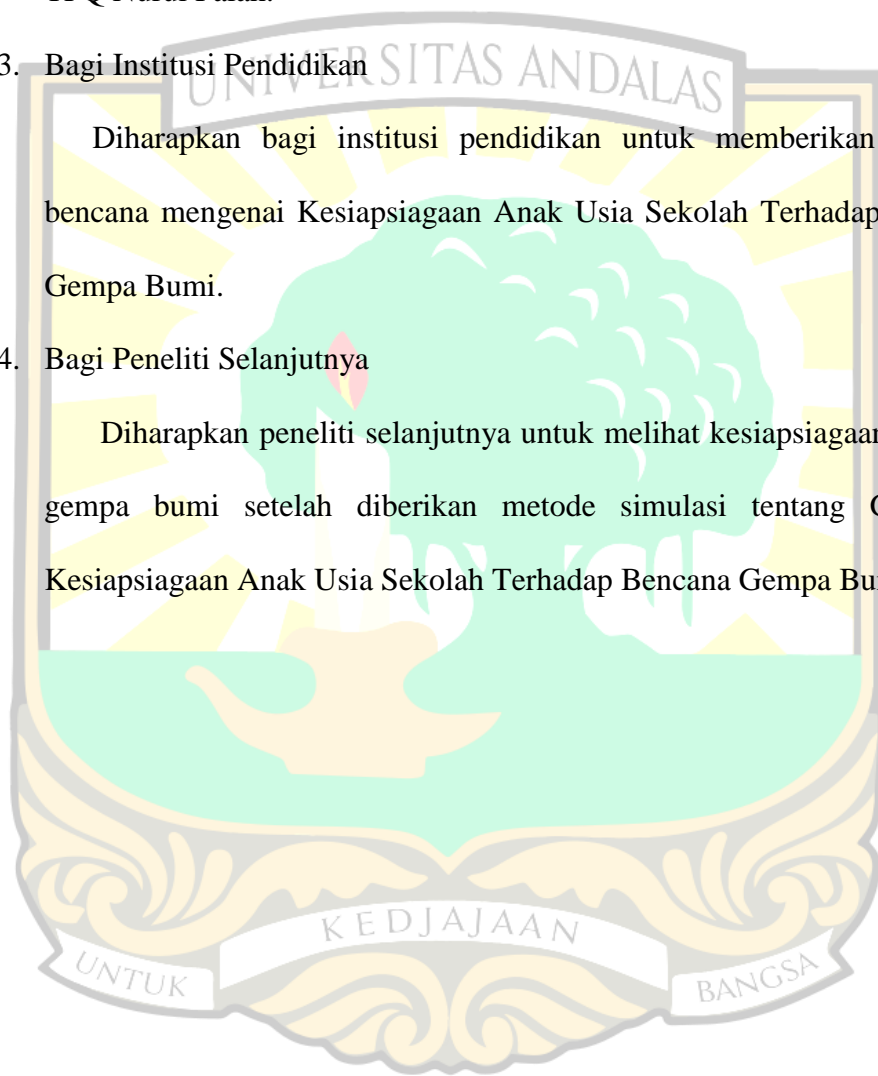 UNIVERSITAS ANDALAS
3. Bagi Institusi Pendidikan
Diharapkan bagi institusi pendidikan untuk memberikan
bencana mengenai Kesiapsiagaan Anak Usia Sekolah Terhadap
Gempa Bumi.
4. Bagi Peneliti Selanjutnya
Diharapkan peneliti selanjutnya untuk melihat kesiapsiagaan
gempa bumi setelah diberikan metode simulasi tentang
Kesiapsiagaan Anak Usia Sekolah Terhadap Bencana Gempa
UNTUK KEDJAJAAN BANGSA